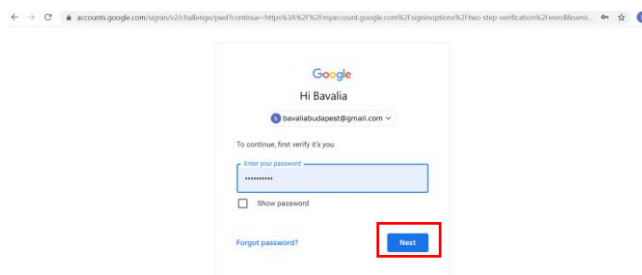 accounts.google.com/signin/v2/challenge/pwd?continue=https%3A%2F%2Fmyaccount.google.com%2Fsigninoptions%2Ftwo-step-verification%2Fenroll&servi...
Google
Hi Bavalia
bavaliabudapest@gmail.com
To continue, first verify it's you
Enter your password
••••••••••
Show password
Forgot password?
Next